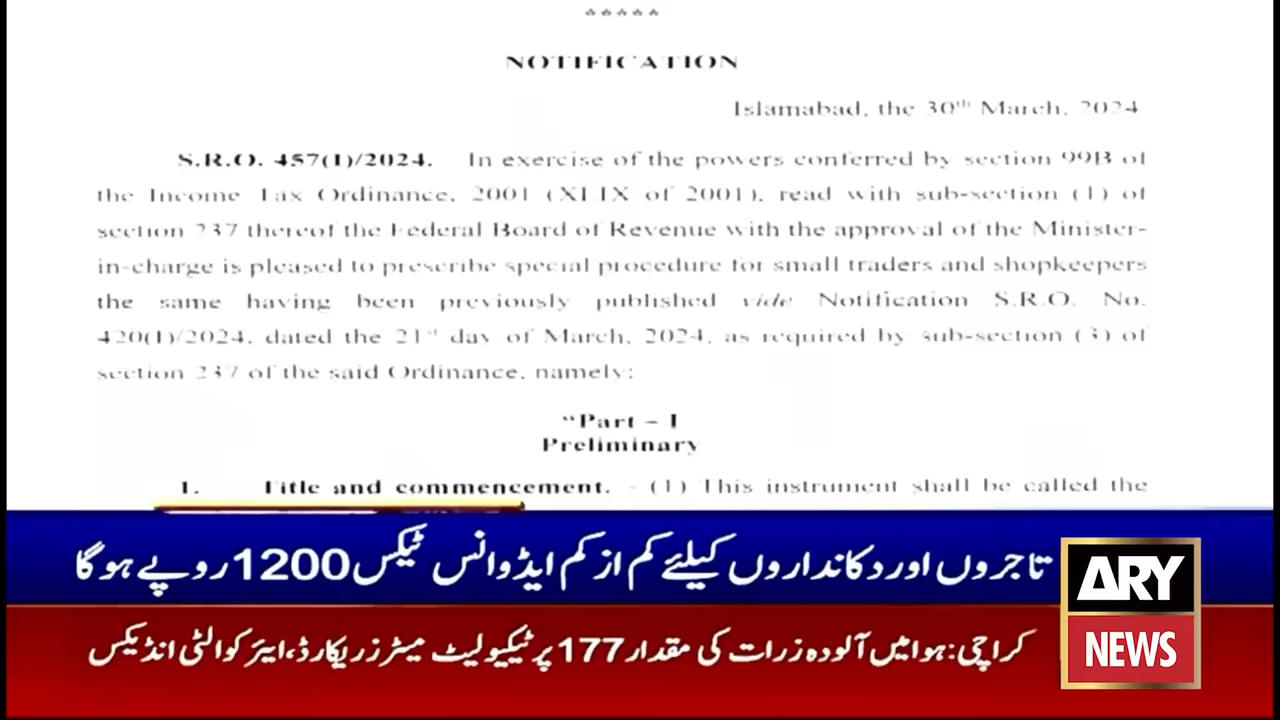 *****
NOTIFICATION
Islamabad, the 30th March, 2024
S.R.O. 457(I)/2024. In exercise of the powers conferred by section 99B of
the Income Tax Ordinance, 2001 (XLIX of 2001), read with sub-section (1) of
section 237 thereof the Federal Board of Revenue with the approval of the Minister-
in-charge is pleased to prescribe special procedure for small traders and shopkeepers
the same having been previously published vide Notification S.R.O. No.
420(I)/2024, dated the 21st day of March, 2024, as required by sub-section (3) of
section 237 of the said Ordinance, namely:
“Part – I
Preliminary
1. Title and commencement. - (1) This instrument shall be called the
تاجروں اور دکانداروں کیلئے کم از کم ایڈوانس ٹیکس 1200 روپے ہو گا
کراچی: ہوا میں آلودہ زرات کی مقدار 177 پرٹیکیولیٹ میٹرز ریکارڈ، ایئر کوالٹی انڈیکس
ARY
NEWS